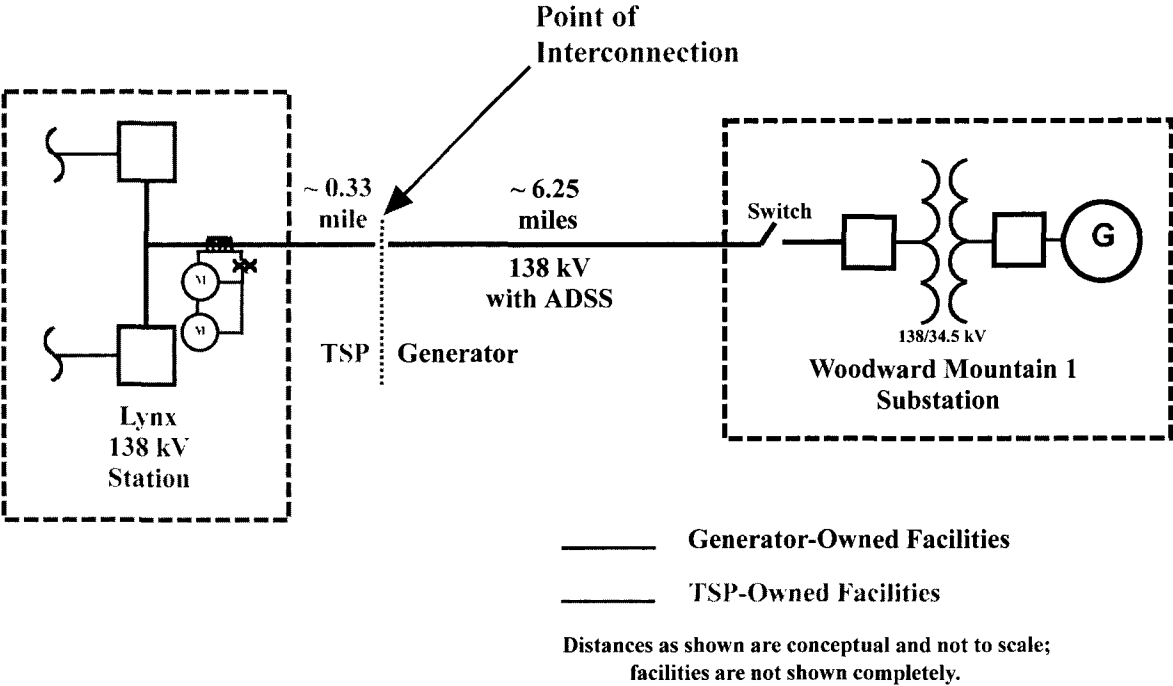 Point of
Interconnection
~ 0.33
mile
~ 6.25
miles
Switch
G
138 kV
with ADSS
M
M
TSP
Generator
138/34.5 kV
Woodward Mountain 1
Substation
Lynx
138 kV
Station
Generator-Owned Facilities
TSP-Owned Facilities
Distances as shown are conceptual and not to scale;
facilities are not shown completely.